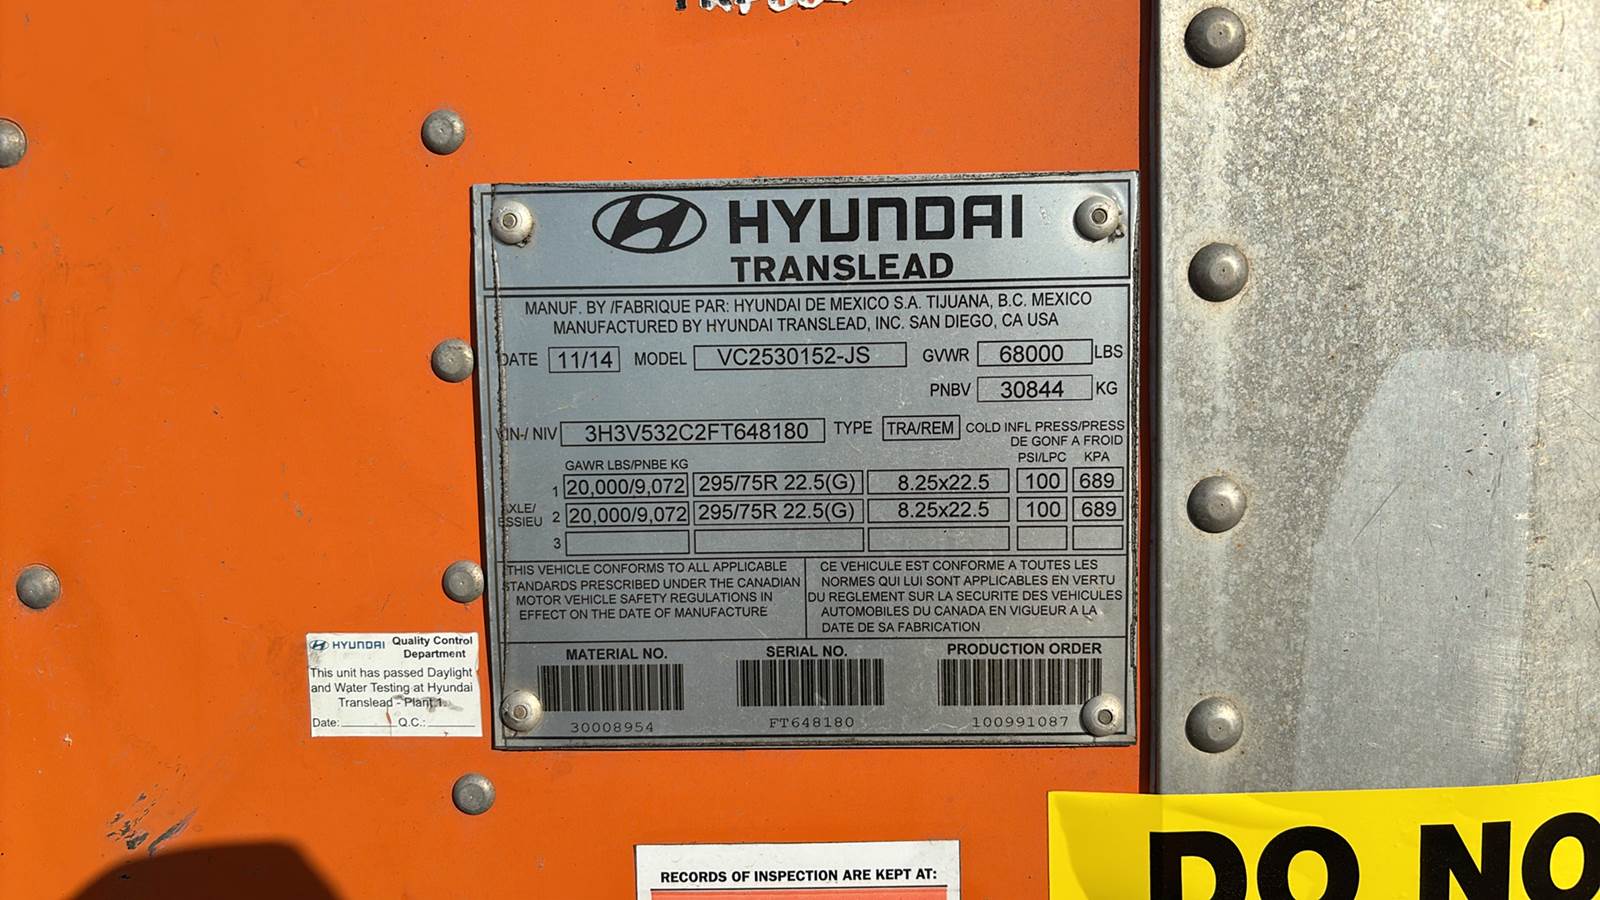 HYUNDAI
TRANSLEAD
MANUF. BY /FABRIQUE PAR: HYUNDAI DE MEXICO S.A. TIJUANA, B.C. MEXICO
MANUFACTURED BY HYUNDAI TRANSLEAD, INC. SAN DIEGO, CA USA
DATE 11/14 MODEL VC2530152-JS GVWR 68000 LBS
PNBV 30844 KG
VIN-/ NIV 3H3V532C2FT648180 TYPE TRA/REM COLD INFL PRESS/PRESS
DE GONF A FROID
GAWR LBS/PNBE KG PSI/LPC KPA
1 20,000/9,072 295/75R 22.5(G) 8.25x22.5 100 689
AXLE/
ESSIEU 2 20,000/9,072 295/75R 22.5(G) 8.25x22.5 100 689
3
THIS VEHICLE CONFORMS TO ALL APPLICABLE
STANDARDS PRESCRIBED UNDER THE CANADIAN
MOTOR VEHICLE SAFETY REGULATIONS IN
EFFECT ON THE DATE OF MANUFACTURE
CE VEHICULE EST CONFORME A TOUTES LES
NORMES QUI LUI SONT APPLICABLES EN VERTU
DU REGLEMENT SUR LA SECURITE DES VEHICULES
AUTOMOBILES DU CANADA EN VIGUEUR A LA
DATE DE SA FABRICATION
MATERIAL NO. SERIAL NO. PRODUCTION ORDER
30008954 FT648180 100991087
HYUNDAI Quality Control
Department
This unit has passed Daylight
and Water Testing at Hyundai
Translead - Plant 1.
Date: Q.C.:
RECORDS OF INSPECTION ARE KEPT AT:
DO NO